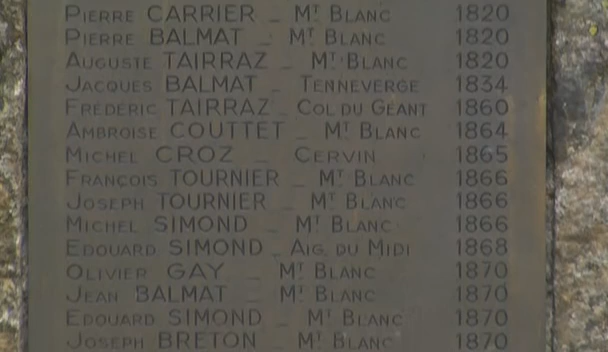 Pierre CARRIER _ Mᵀ Blanc 1820
Pierre BALMAT _ Mᵀ Blanc 1820
Auguste TAIRRAZ _ Mᵀ Blanc 1820
Jacques BALMAT _ Tenneverge 1834
Frédéric TAIRRAZ _ Col du Géant 1860
Ambroise COUTTET _ Mᵀ Blanc 1864
Michel CROZ _ Cervin 1865
François TOURNIER _ Mᵀ Blanc 1866
Joseph TOURNIER _ Mᵀ Blanc 1866
Michel SIMOND _ Mᵀ Blanc 1866
Edouard SIMOND _ Aig. du Midi 1868
Olivier GAY _ Mᵀ Blanc 1870
Jean BALMAT _ Mᵀ Blanc 1870
Edouard SIMOND _ Mᵀ Blanc 1870
Joseph BRETON _ Mᵀ Blanc 1870